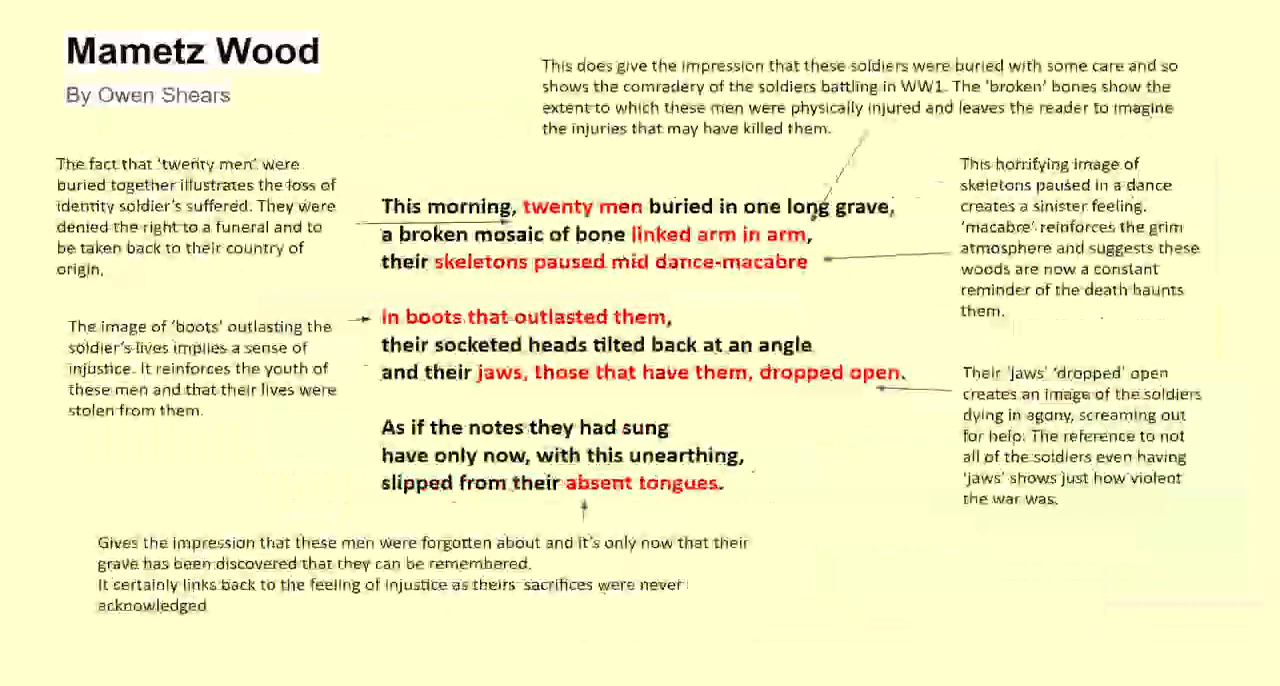 Mametz Wood
By Owen Shears
This does give the impression that these soldiers were buried with some care and so
shows the comradery of the soldiers battling in WW1. The 'broken' bones show the
extent to which these men were physically injured and leaves the reader to imagine
the injuries that may have killed them.
The fact that 'twenty men' were
buried together illustrates the loss of
identity soldier's suffered. They were
denied the right to a funeral and to
be taken back to their country of
origin.
This morning, twenty men buried in one long grave,
a broken mosaic of bone linked arm in arm,
their skeletons paused mid dance-macabre
This horrifying image of
skeletons paused in a dance
creates a sinister feeling.
'macabre' reinforces the grim
atmosphere and suggests these
woods are now a constant
reminder of the death haunts
them.
The image of 'boots' outlasting the
soldier's lives implies a sense of
injustice. It reinforces the youth of
these men and that their lives were
stolen from them.
in boots that outlasted them,
their socketed heads tilted back at an angle
and their jaws, those that have them, dropped open.
Their 'jaws' 'dropped' open
creates an image of the soldiers
dying in agony, screaming out
for help. The reference to not
all of the soldiers even having
'jaws' shows just how violent
the war was.
As if the notes they had sung
have only now, with this unearthing,
slipped from their absent tongues.
Gives the impression that these men were forgotten about and it's only now that their
grave has been discovered that they can be remembered.
It certainly links back to the feeling of injustice as theirs sacrifices were never
acknowledged